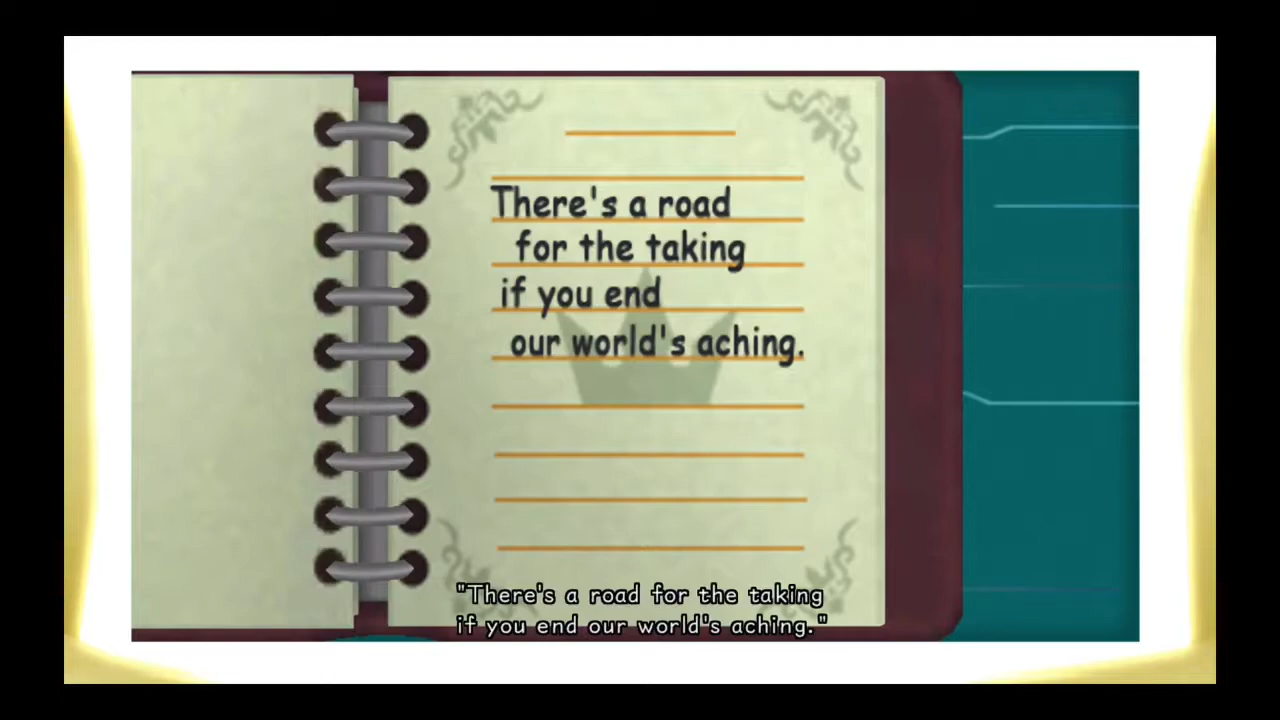 There's a road
for the taking
if you end
our world's aching.
"There's a road for the taking
if you end our world's aching."